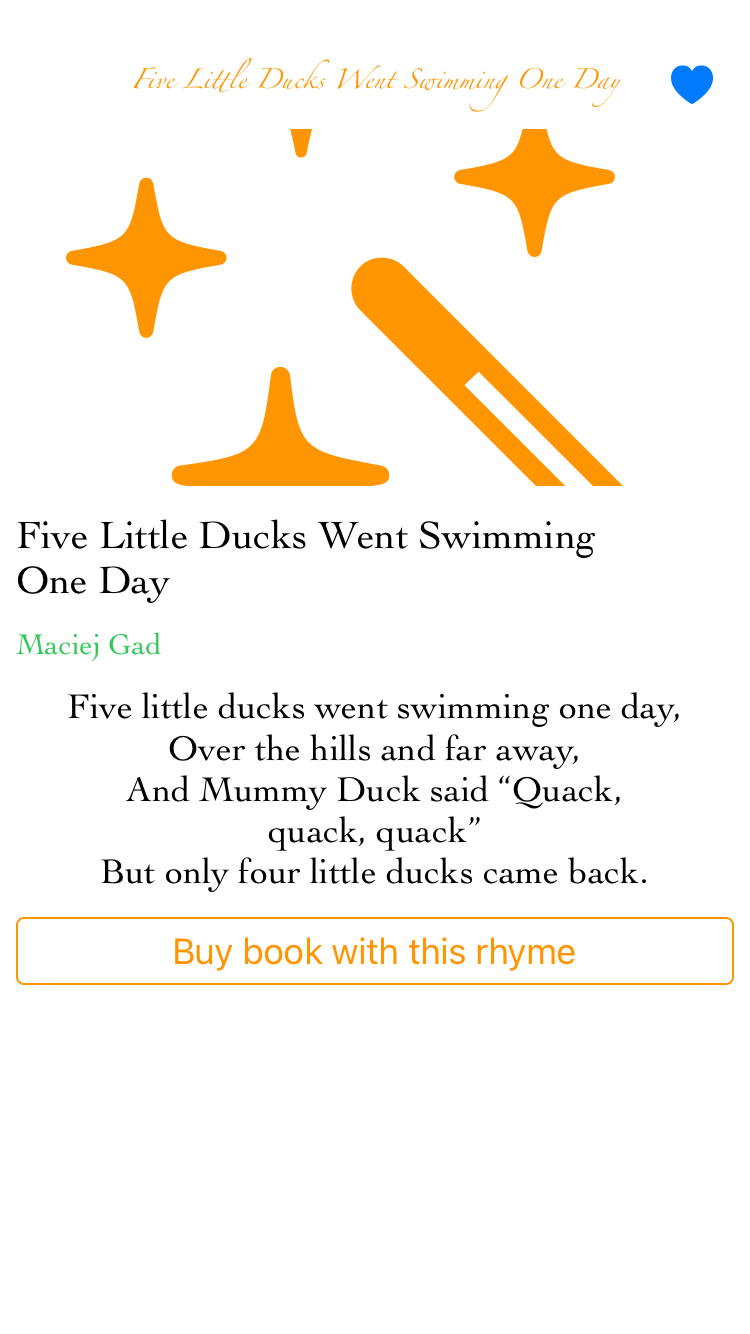 Five Little Ducks Went Swimming One Day
Five Little Ducks Went Swimming
One Day
Maciej Gad
Five little ducks went swimming one day,
Over the hills and far away,
And Mummy Duck said “Quack,
quack, quack”
But only four little ducks came back.
Buy book with this rhyme